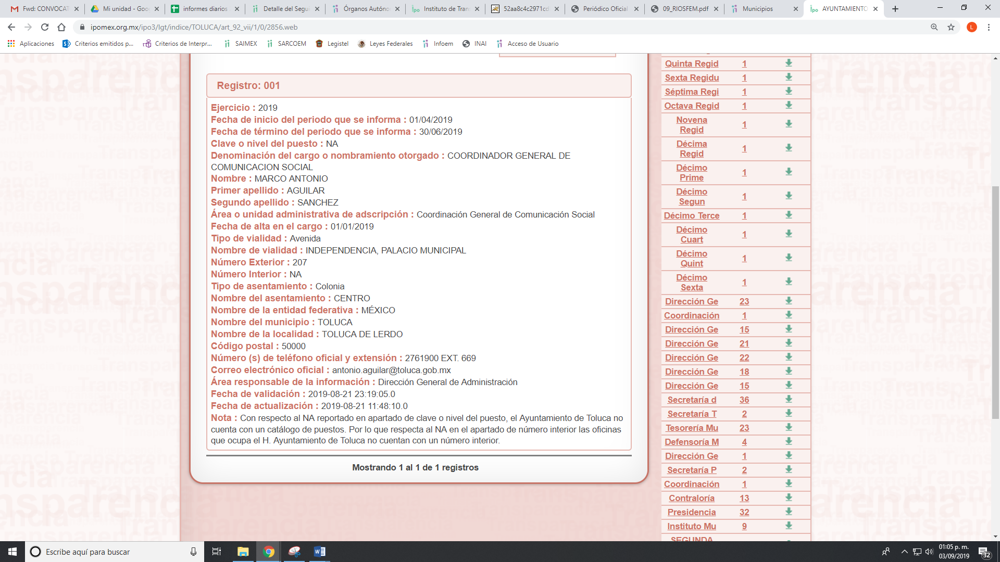 Fwd: CONVOCAT
Mi unidad - Goo
informes diarios
Detalle del Segui
Órganos Autóno
Instituto de Tran
52aa8c4c2971cd
Periódico Oficial
09_RIOSFEM.pdf
Municipios
AYUNTAMIENTO
ipomex.org.mx/ipo3/lgt/indice/TOLUCA/art_92_vii/1/0/2856.web
L
Aplicaciones
Criterios emitidos p...
Criterios de Interpr...
SAIMEX
SARCOEM
Legistel
Leyes Federales
Infoem
INAI
Acceso de Usuario
Registro: 001
Ejercicio : 2019
Fecha de inicio del periodo que se informa : 01/04/2019
Fecha de término del periodo que se informa : 30/06/2019
Clave o nivel del puesto : NA
Denominación del cargo o nombramiento otorgado : COORDINADOR GENERAL DE
COMUNICACION SOCIAL
Nombre : MARCO ANTONIO
Primer apellido : AGUILAR
Segundo apellido : SANCHEZ
Área o unidad administrativa de adscripción : Coordinación General de Comunicación Social
Fecha de alta en el cargo : 01/01/2019
Tipo de vialidad : Avenida
Nombre de vialidad : INDEPENDENCIA, PALACIO MUNICIPAL
Número Exterior : 207
Número Interior : NA
Tipo de asentamiento : Colonia
Nombre del asentamiento : CENTRO
Nombre de la entidad federativa : MÉXICO
Nombre del municipio : TOLUCA
Nombre de la localidad : TOLUCA DE LERDO
Código postal : 50000
Número (s) de teléfono oficial y extensión : 2761900 EXT. 669
Correo electrónico oficial : antonio.aguilar@toluca.gob.mx
Área responsable de la información : Dirección General de Administración
Fecha de validación : 2019-08-21 23:19:05.0
Fecha de actualización : 2019-08-21 11:48:10.0
Nota : Con respecto al NA reportado en apartado de clave o nivel del puesto, el Ayuntamiento de Toluca no
cuenta con un catálogo de puestos. Por lo que respecta al NA en el apartado de número interior las oficinas
que ocupa el H. Ayuntamiento de Toluca no cuentan con un número interior.
Mostrando 1 al 1 de 1 registros
Quinta Regid 1
Sexta Regidu 1
Séptima Regi 1
Octava Regid 1
Novena
Regid 1
Décima
Regid 1
Décimo
Prime 1
Décimo
Segun 1
Décimo Terce 1
Décimo
Cuart 1
Décimo
Quint 1
Décimo
Sexta 1
Dirección Ge 23
Coordinación 1
Dirección Ge 15
Dirección Ge 21
Dirección Ge 22
Dirección Ge 18
Dirección Ge 15
Secretaría d 36
Secretaría T 2
Tesorería Mu 23
Defensoría M 4
Dirección Ge 1
Secretaría P 2
Coordinación 1
Contraloría 13
Presidencia 32
Instituto Mu 9
SEGUNDA
Escribe aquí para buscar
01:05 p. m.
03/09/2019
32